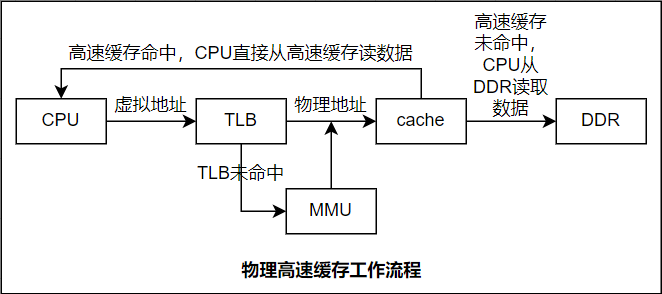 高速缓存命中，CPU直接从高速缓存读数据
高速缓存
未命中，
CPU从
DDR读取
数据
CPU
虚拟地址
TLB
物理地址
cache
DDR
TLB未命中
MMU
物理高速缓存工作流程